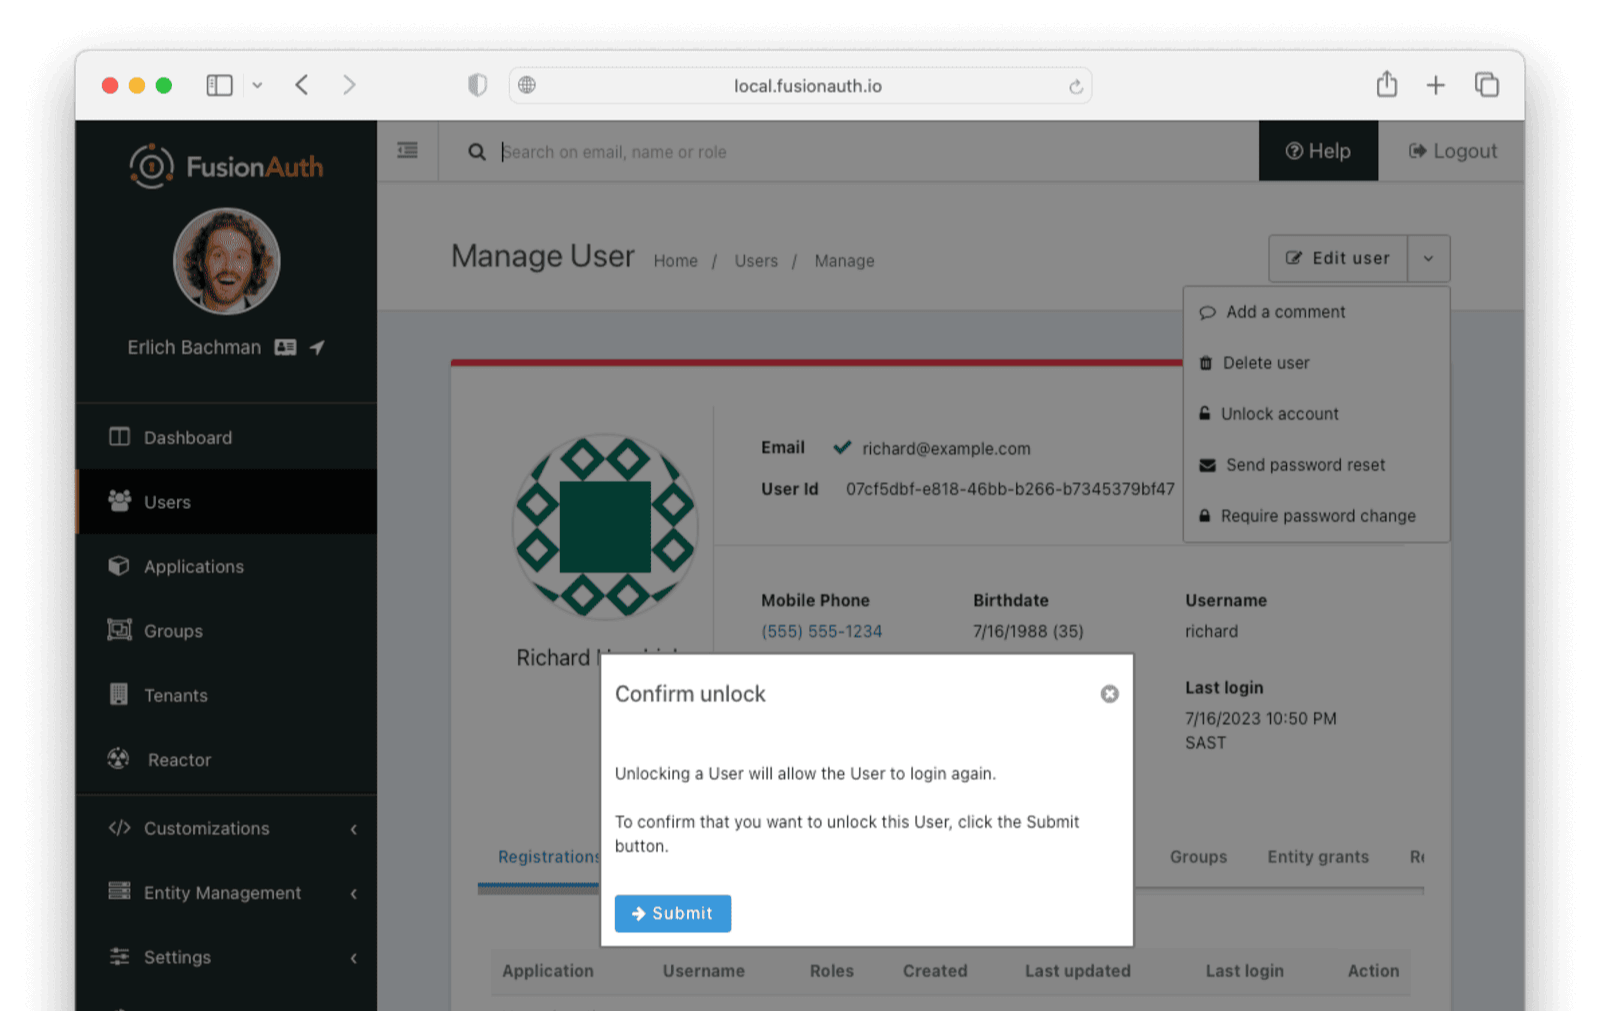 local.fusionauth.io
FusionAuth
Search on email, name or role
Help
Logout
Erlich Bachman
Manage User
Home / Users / Manage
Edit user
Add a comment
Delete user
Unlock account
Send password reset
Require password change
Dashboard
Users
Applications
Groups
Tenants
Reactor
Customizations
Entity Management
Settings
Email richard@example.com
User Id 07cf5dbf-e818-46bb-b266-b7345379bf47
Mobile Phone
(555) 555-1234
Birthdate
7/16/1988 (35)
Username
richard
Last login
7/16/2023 10:50 PM
SAST
Richard
Confirm unlock
Unlocking a User will allow the User to login again.
To confirm that you want to unlock this User, click the Submit
button.
Submit
Registrations
Groups
Entity grants
Application Username Roles Created Last updated Last login Action